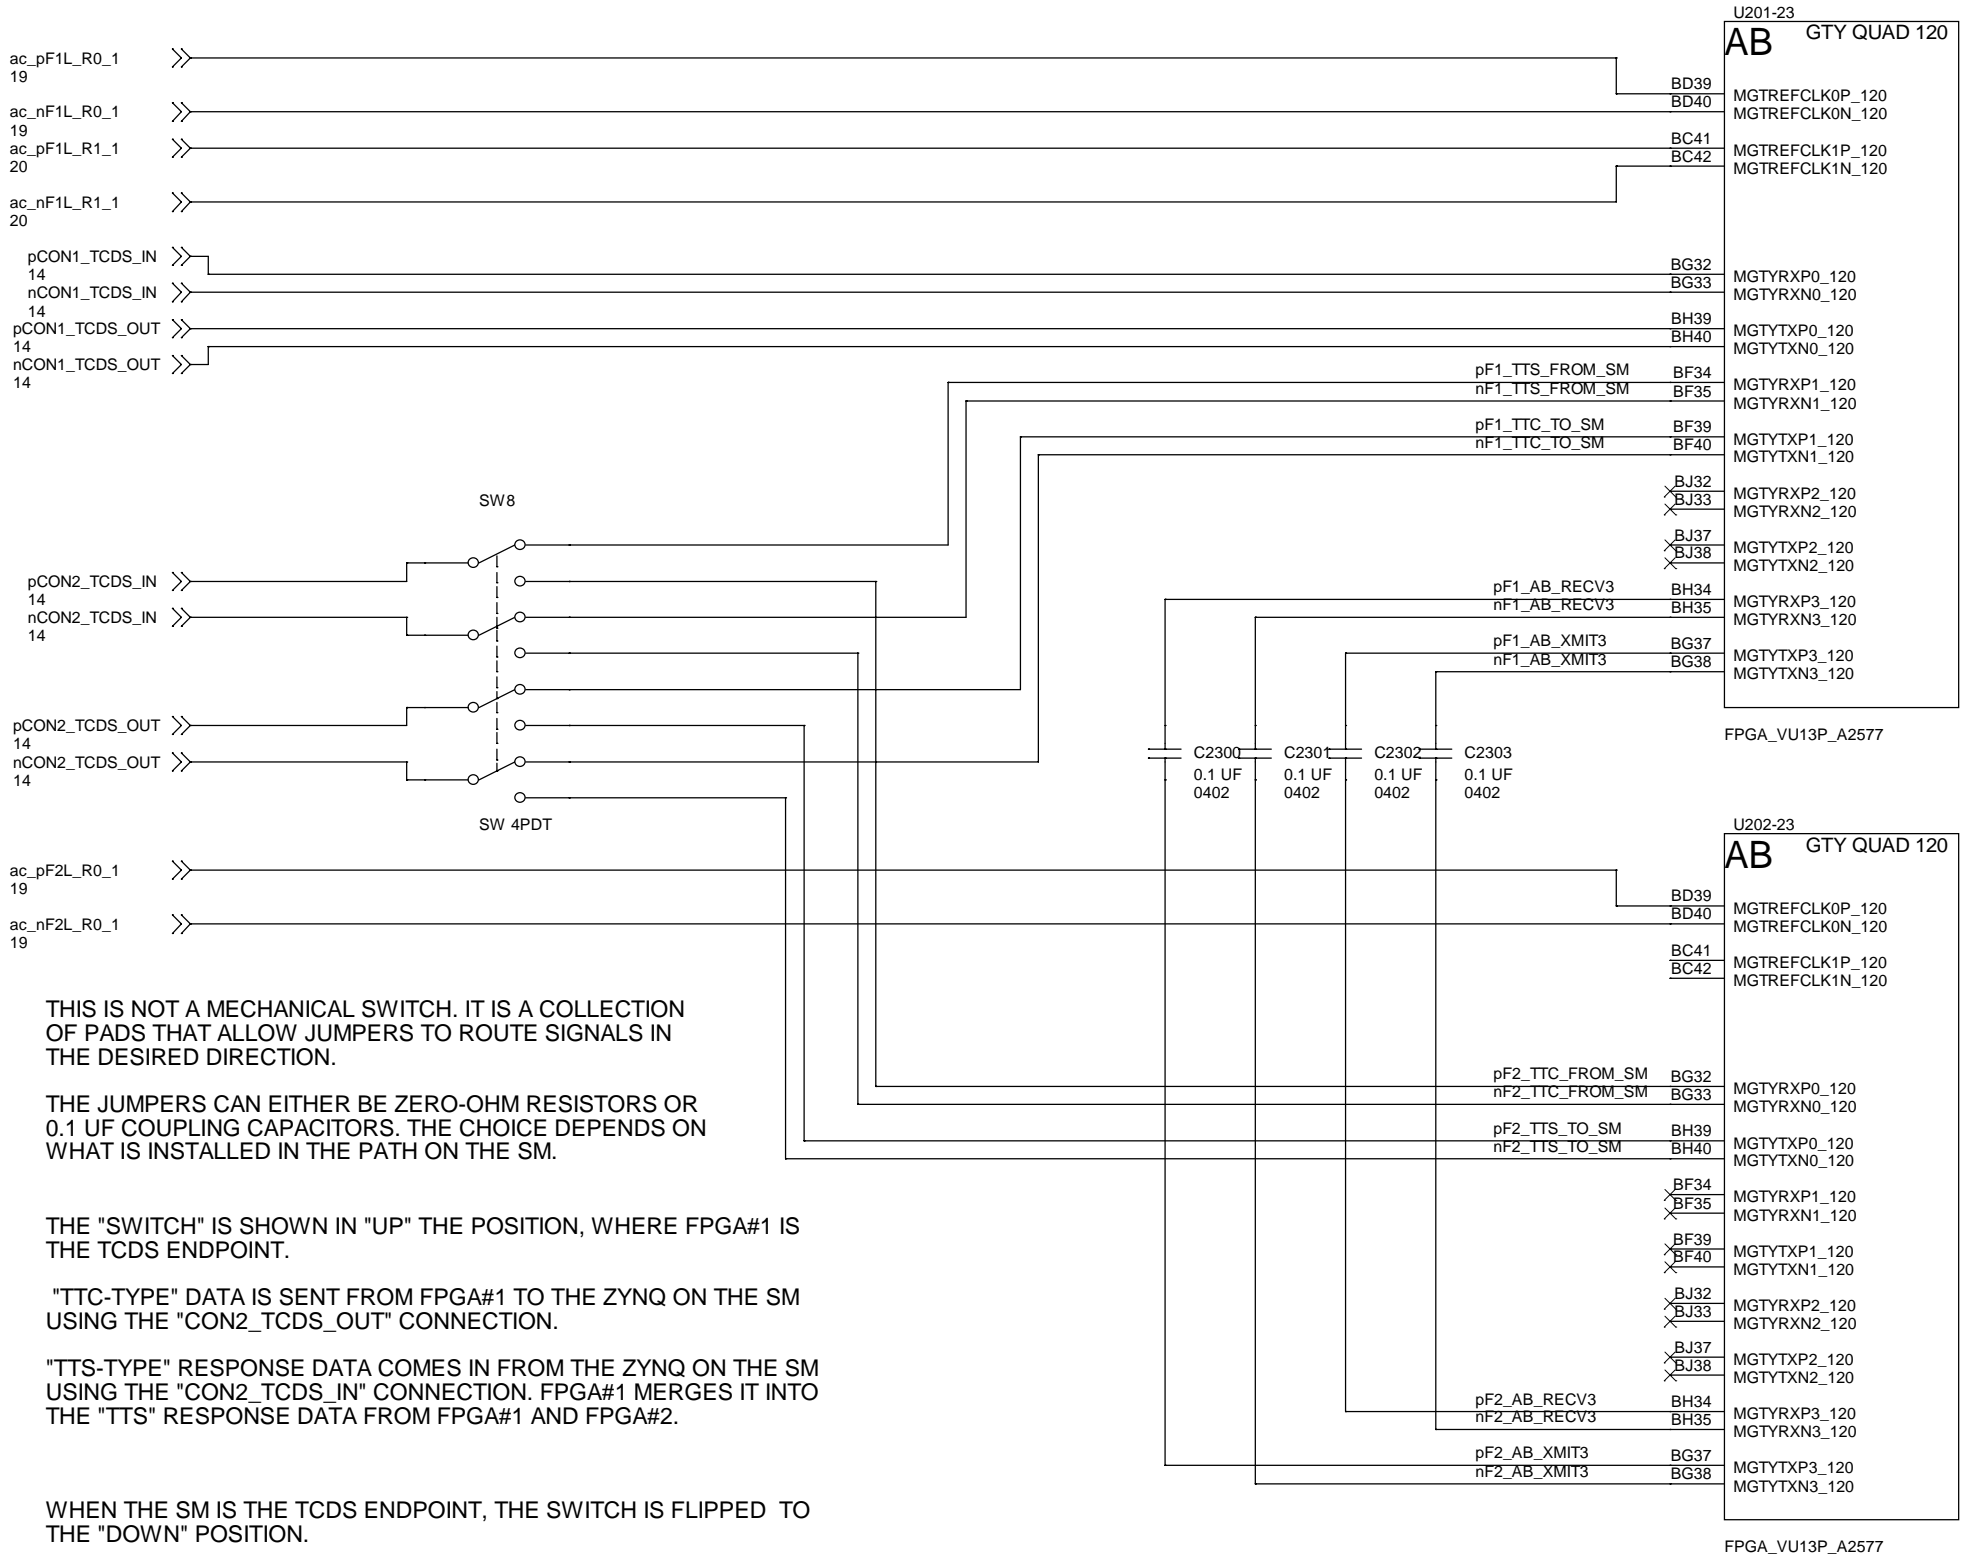 U201-23
AB
GTY QUAD 120
ac_pF1L_R0_1
19
BD39
MGTREFCLK0P_120
ac_nF1L_R0_1
19
BD40
MGTREFCLK0N_120
ac_pF1L_R1_1
20
BC41
MGTREFCLK1P_120
BC42
MGTREFCLK1N_120
ac_nF1L_R1_1
20
pCON1_TCDS_IN
14
BG32
MGTYRXP0_120
nCON1_TCDS_IN
14
BG33
MGTYRXN0_120
pCON1_TCDS_OUT
14
BH39
MGTYTXP0_120
nCON1_TCDS_OUT
14
BH40
MGTYTXN0_120
pF1_TTS_FROM_SM
BF34
MGTYRXP1_120
nF1_TTS_FROM_SM
BF35
MGTYRXN1_120
pF1_TTC_TO_SM
BF39
MGTYTXP1_120
nF1_TTC_TO_SM
BF40
MGTYTXN1_120
BJ32
MGTYRXP2_120
BJ33
MGTYRXN2_120
BJ37
MGTYTXP2_120
BJ38
MGTYTXN2_120
pF1_AB_RECV3
BH34
MGTYRXP3_120
nF1_AB_RECV3
BH35
MGTYRXN3_120
pF1_AB_XMIT3
BG37
MGTYTXP3_120
nF1_AB_XMIT3
BG38
MGTYTXN3_120
FPGA_VU13P_A2577
SW8
pCON2_TCDS_IN
14
nCON2_TCDS_IN
14
pCON2_TCDS_OUT
14
nCON2_TCDS_OUT
14
SW 4PDT
C2300
0.1 UF
0402
C2301
0.1 UF
0402
C2302
0.1 UF
0402
C2303
0.1 UF
0402
U202-23
AB
GTY QUAD 120
ac_pF2L_R0_1
19
BD39
MGTREFCLK0P_120
ac_nF2L_R0_1
19
BD40
MGTREFCLK0N_120
BC41
MGTREFCLK1P_120
BC42
MGTREFCLK1N_120
pF2_TTC_FROM_SM
BG32
MGTYRXP0_120
nF2_TTC_FROM_SM
BG33
MGTYRXN0_120
pF2_TTS_TO_SM
BH39
MGTYTXP0_120
nF2_TTS_TO_SM
BH40
MGTYTXN0_120
BF34
MGTYRXP1_120
BF35
MGTYRXN1_120
BF39
MGTYTXP1_120
BF40
MGTYTXN1_120
BJ32
MGTYRXP2_120
BJ33
MGTYRXN2_120
BJ37
MGTYTXP2_120
BJ38
MGTYTXN2_120
pF2_AB_RECV3
BH34
MGTYRXP3_120
nF2_AB_RECV3
BH35
MGTYRXN3_120
pF2_AB_XMIT3
BG37
MGTYTXP3_120
nF2_AB_XMIT3
BG38
MGTYTXN3_120
FPGA_VU13P_A2577
THIS IS NOT A MECHANICAL SWITCH. IT IS A COLLECTION
OF PADS THAT ALLOW JUMPERS TO ROUTE SIGNALS IN
THE DESIRED DIRECTION.
THE JUMPERS CAN EITHER BE ZERO-OHM RESISTORS OR
0.1 UF COUPLING CAPACITORS. THE CHOICE DEPENDS ON
WHAT IS INSTALLED IN THE PATH ON THE SM.
THE "SWITCH" IS SHOWN IN "UP" THE POSITION, WHERE FPGA#1 IS
THE TCDS ENDPOINT.
"TTC-TYPE" DATA IS SENT FROM FPGA#1 TO THE ZYNQ ON THE SM
USING THE "CON2_TCDS_OUT" CONNECTION.
"TTS-TYPE" RESPONSE DATA COMES IN FROM THE ZYNQ ON THE SM
USING THE "CON2_TCDS_IN" CONNECTION. FPGA#1 MERGES IT INTO
THE "TTS" RESPONSE DATA FROM FPGA#1 AND FPGA#2.
WHEN THE SM IS THE TCDS ENDPOINT, THE SWITCH IS FLIPPED TO
THE "DOWN" POSITION.